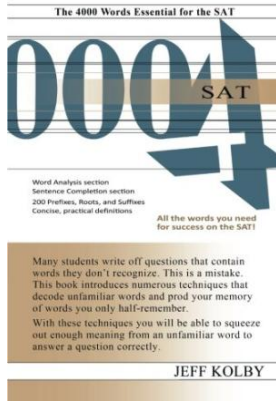 The 4000 Words Essential for the SAT
0004
SAT
Word Analysis section
Sentence Completion section
200 Prefixes, Roots, and Suffixes
Concise, practical definitions
All the words you need
for success on the SAT!
Many students write off questions that contain
words they don't recognize. This is a mistake.
This book introduces numerous techniques that
decode unfamiliar words and prod your memory
of words you only half-remember.
With these techniques you will be able to squeeze
out enough meaning from an unfamiliar word to
answer a question correctly.
JEFF KOLBY